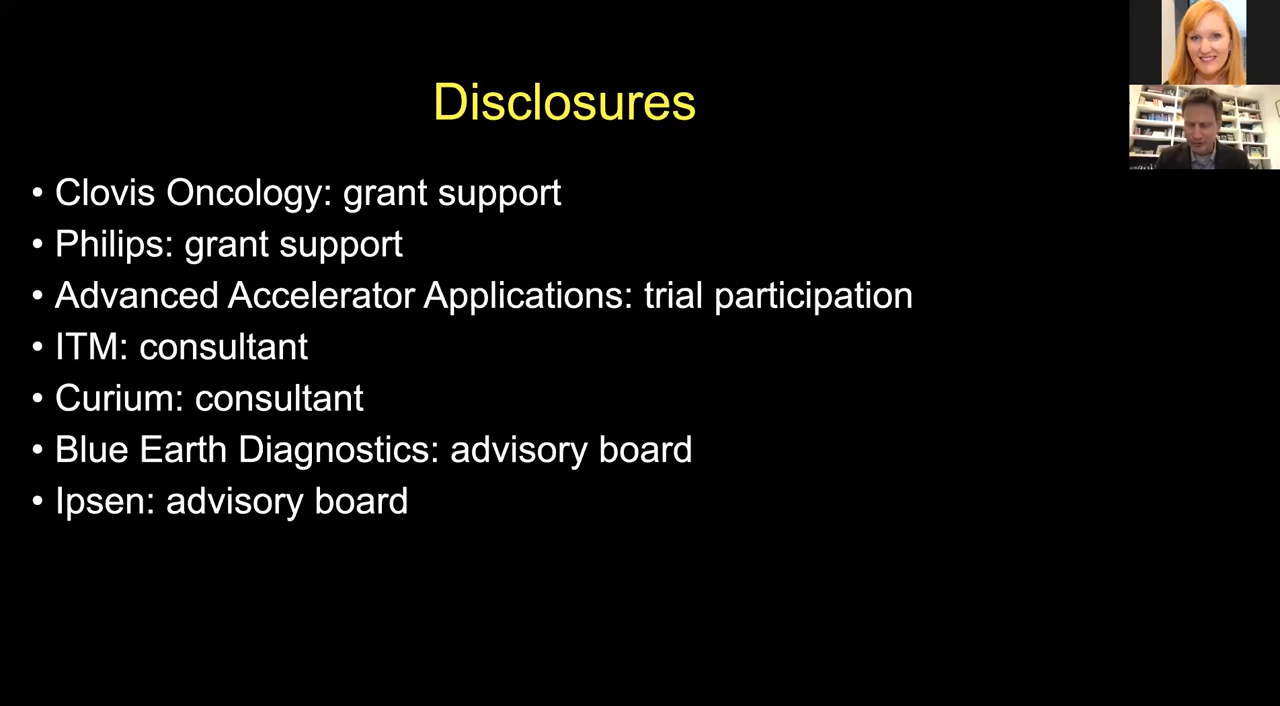 Disclosures
• Clovis Oncology: grant support
• Philips: grant support
• Advanced Accelerator Applications: trial participation
• ITM: consultant
• Curium: consultant
• Blue Earth Diagnostics: advisory board
• Ipsen: advisory board